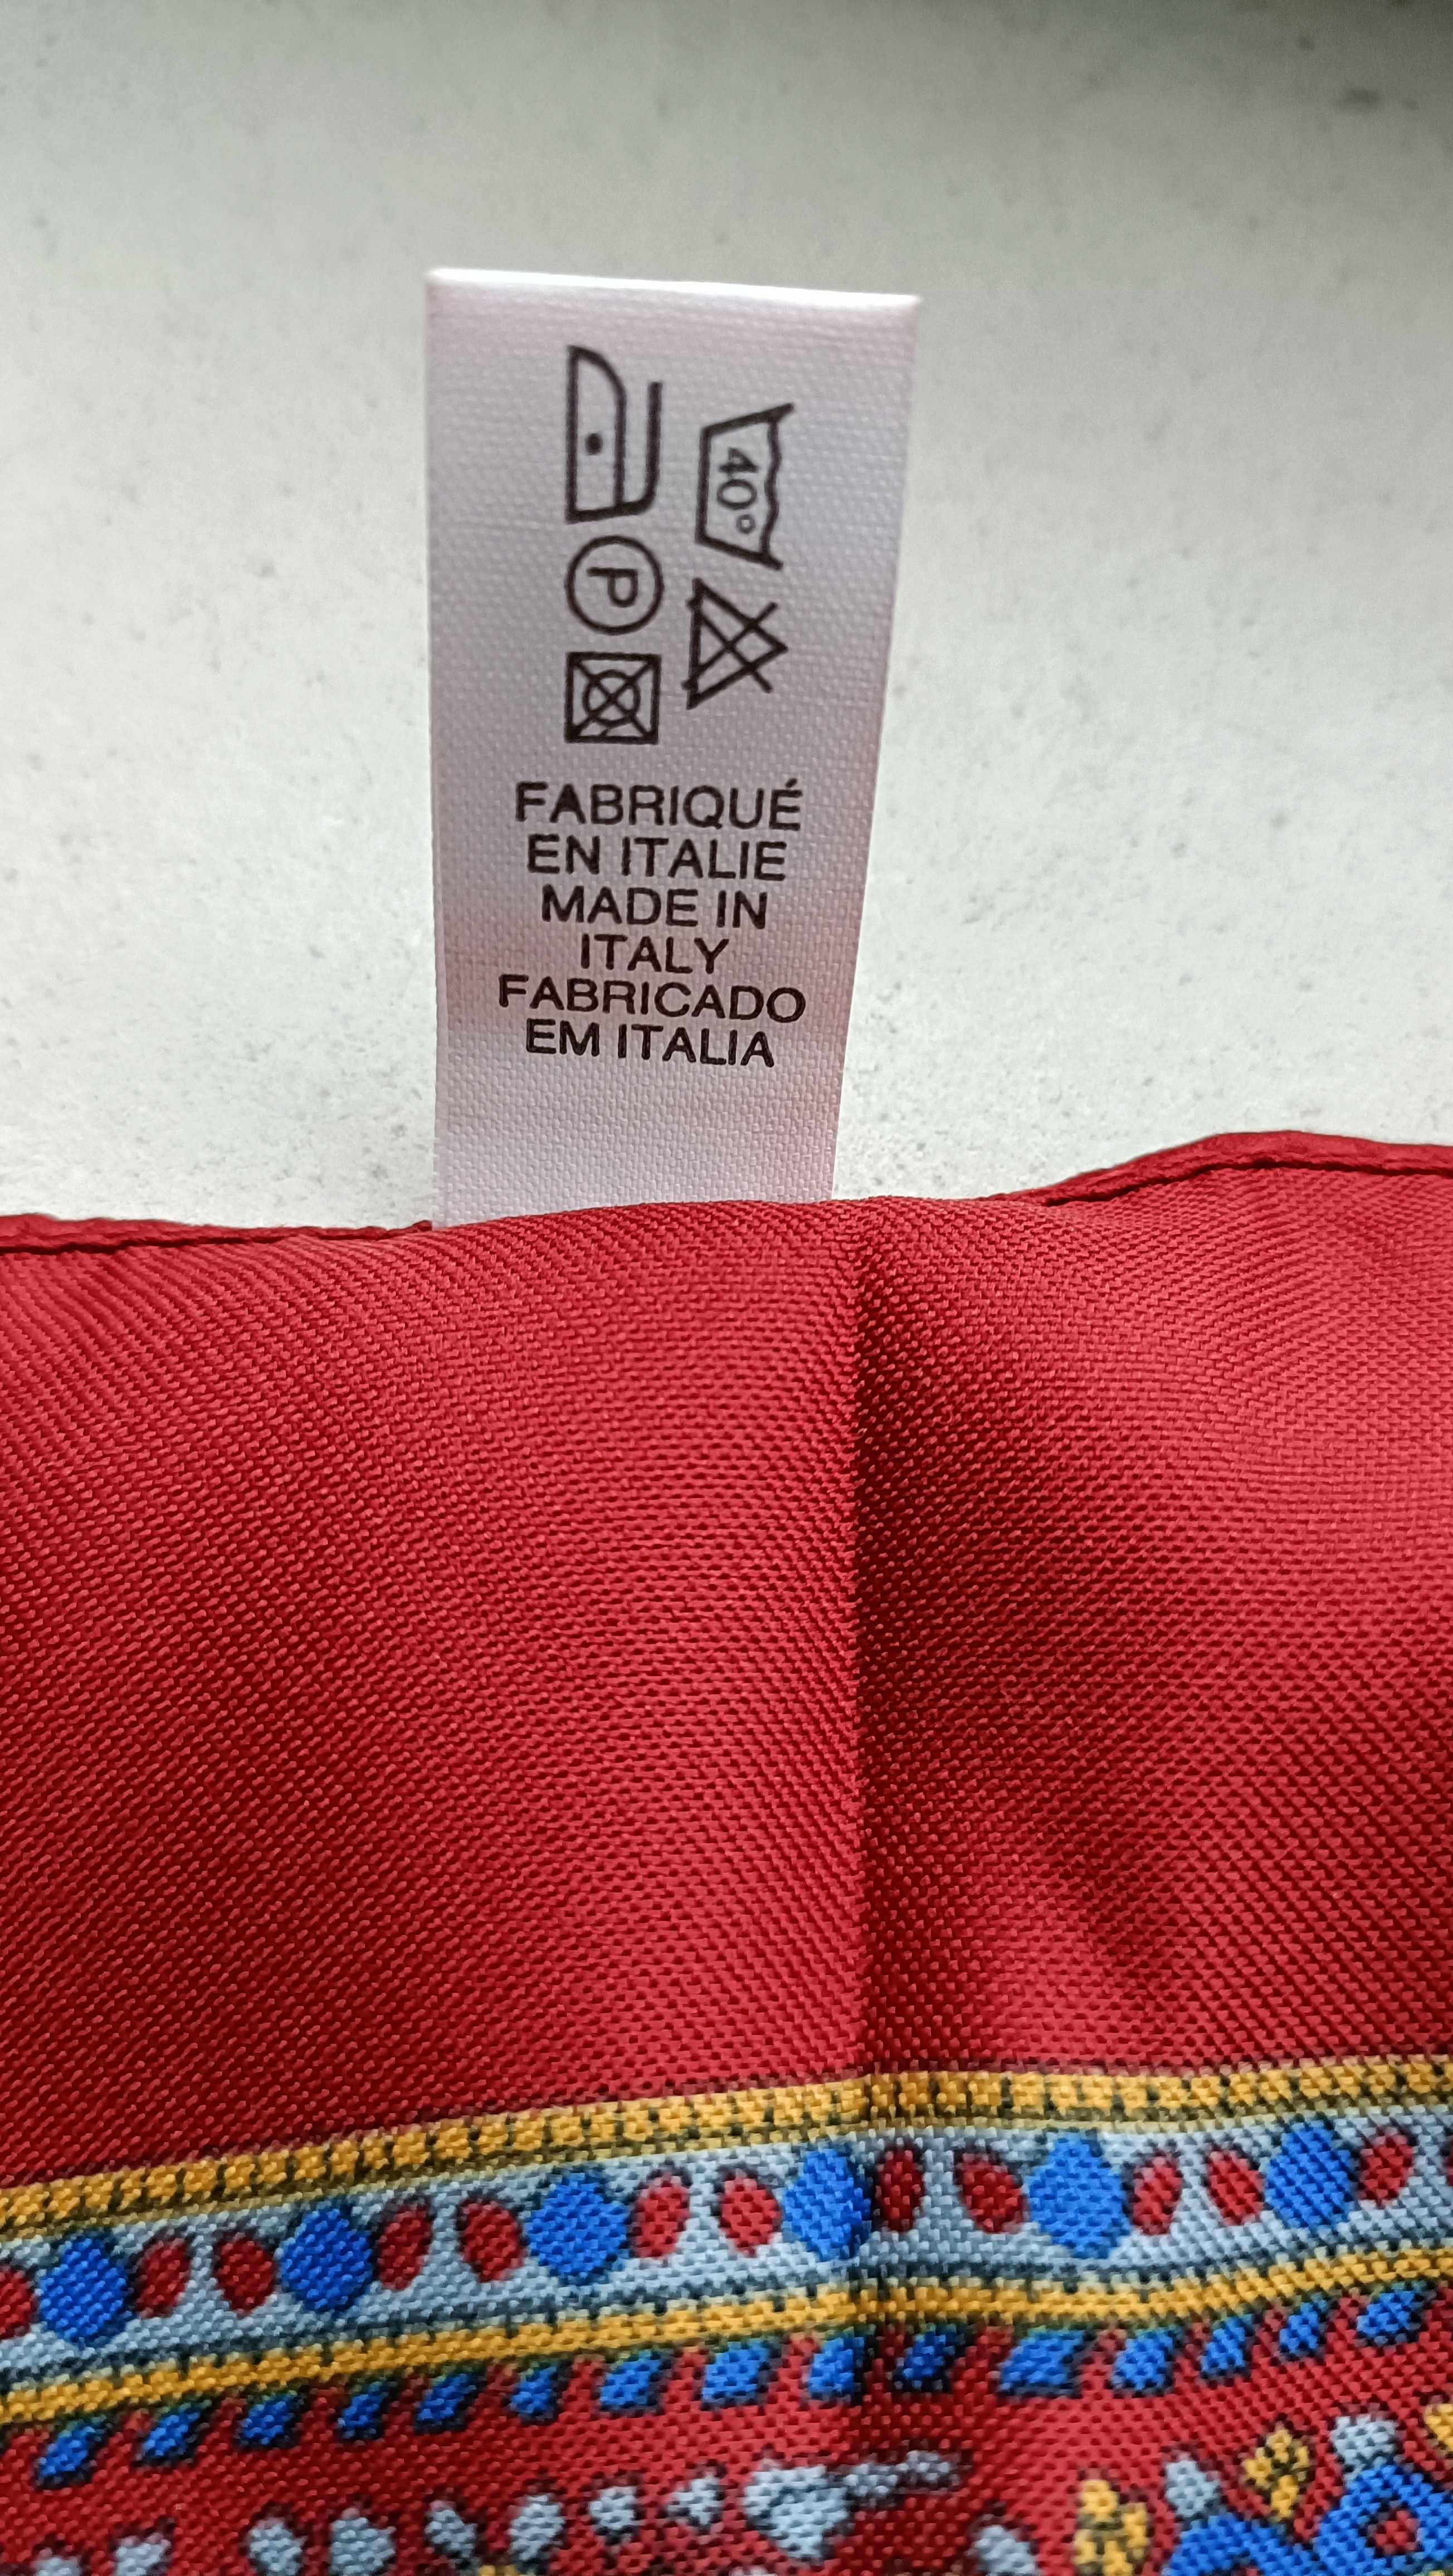 40°
P
FABRIQUÉ
EN ITALIE
MADE IN
ITALY
FABRICADO
EM ITALIA